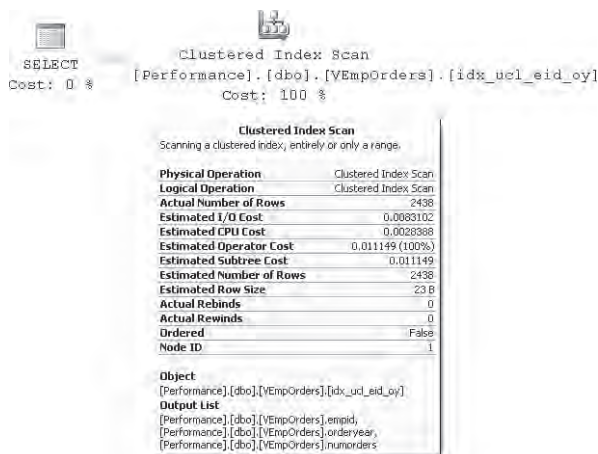 SELECT
Cost: 0 %
Clustered Index Scan
[Performance].[dbo].[VEmpOrders].[idx_ucl_eid_oy]
Cost: 100 %
Clustered Index Scan
Scanning a clustered index, entirely or only a range.
Physical Operation Clustered Index Scan
Logical Operation Clustered Index Scan
Actual Number of Rows 2438
Estimated I/O Cost 0.0083102
Estimated CPU Cost 0.0028388
Estimated Operator Cost 0.011149 (100%)
Estimated Subtree Cost 0.011149
Estimated Number of Rows 2438
Estimated Row Size 23 B
Actual Rebinds 0
Actual Rewinds 0
Ordered False
Node ID 1
Object
[Performance].[dbo].[VEmpOrders].[idx_ucl_eid_oy]
Output List
[Performance].[dbo].[VEmpOrders].empid,
[Performance].[dbo].[VEmpOrders].orderyear,
[Performance].[dbo].[VEmpOrders].numorders